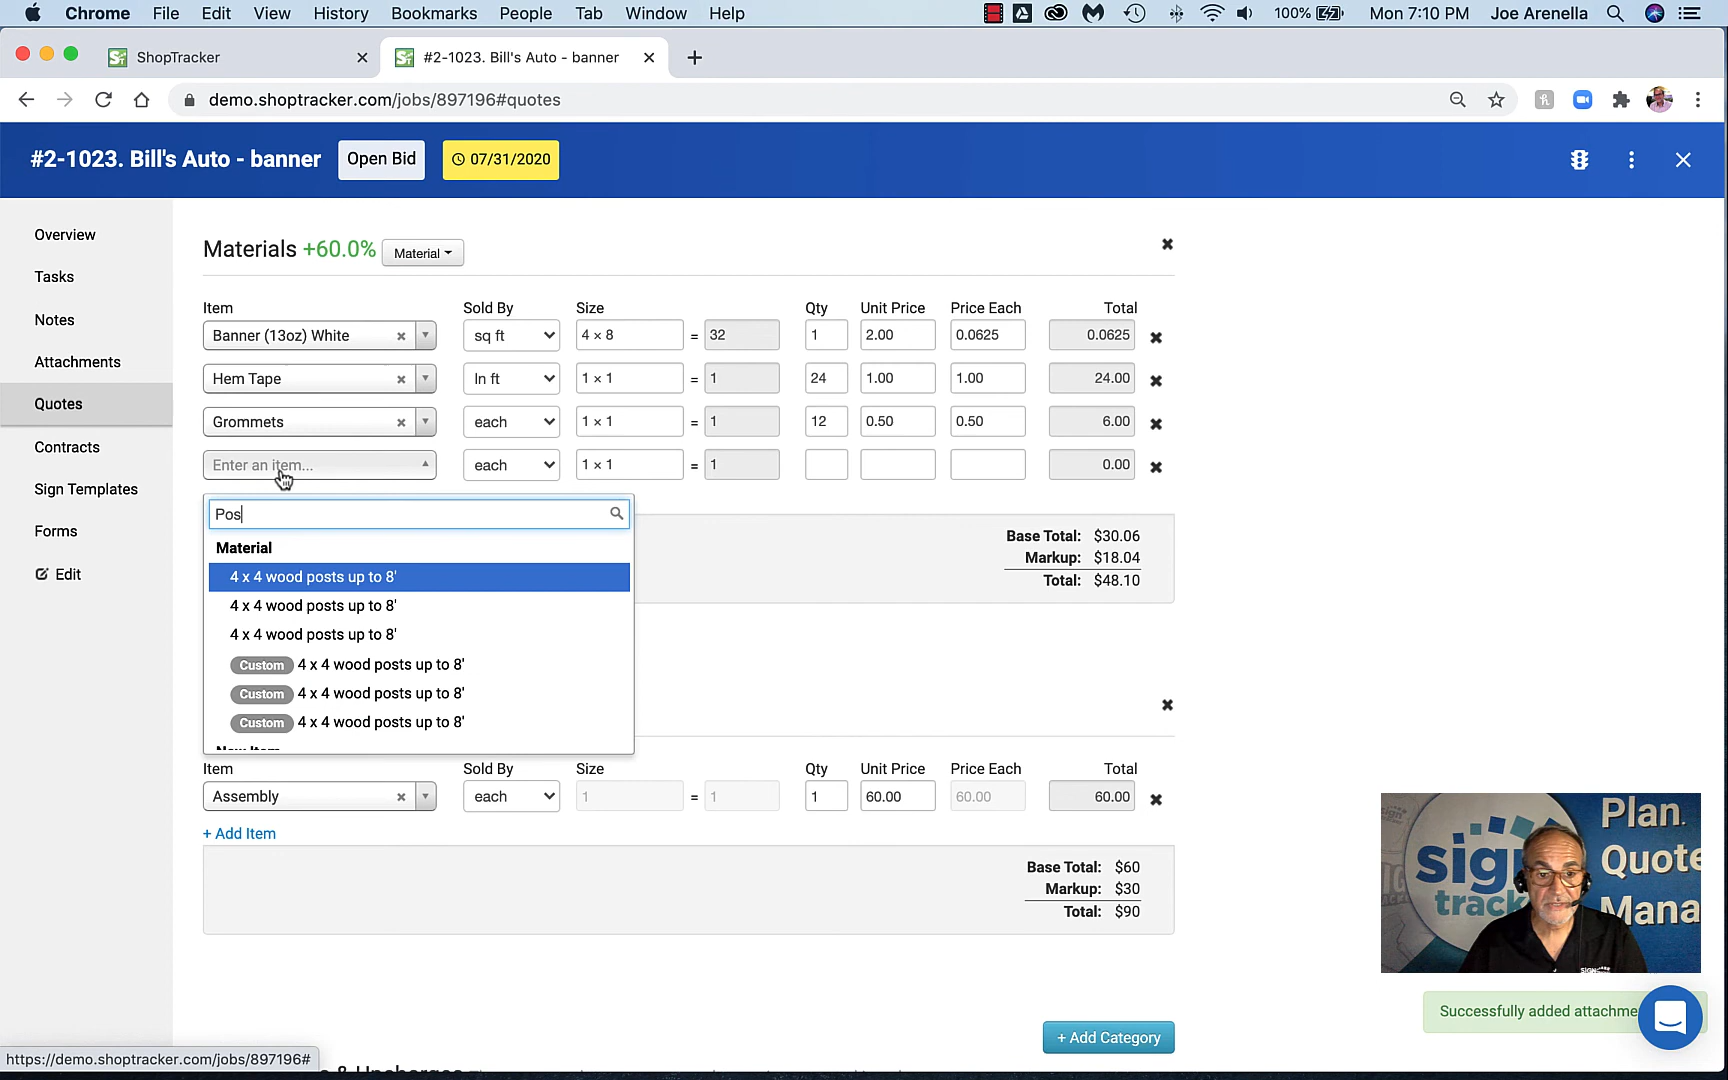 Chrome File Edit View History Bookmarks People Tab Window Help 100% Mon 7:10 PM Joe Arenella
ShopTracker
#2-1023. Bill's Auto - banner
demo.shoptracker.com/jobs/897196#quotes
#2-1023. Bill's Auto - banner Open Bid 07/31/2020
Overview
Tasks
Notes
Attachments
Quotes
Contracts
Sign Templates
Forms
Edit
Materials +60.0% Material
Item Sold By Size Qty Unit Price Price Each Total
Banner (13oz) White sq ft 4 × 8 = 32 1 2.00 0.0625 0.0625
Hem Tape ln ft 1 × 1 = 1 24 1.00 1.00 24.00
Grommets each 1 × 1 = 1 12 0.50 0.50 6.00
Enter an item... each 1 × 1 = 1 0.00
Pos
Material
4 x 4 wood posts up to 8'
4 x 4 wood posts up to 8'
4 x 4 wood posts up to 8'
Custom 4 x 4 wood posts up to 8'
Custom 4 x 4 wood posts up to 8'
Custom 4 x 4 wood posts up to 8'
New Item
Base Total: $30.06
Markup: $18.04
Total: $48.10
Item Sold By Size Qty Unit Price Price Each Total
Assembly each 1 = 1 1 60.00 60.00 60.00
+ Add Item
Base Total: $60
Markup: $30
Total: $90
+ Add Category
sign
track
Plan.
Quote
Mana
Successfully added attachme
https://demo.shoptracker.com/jobs/897196#